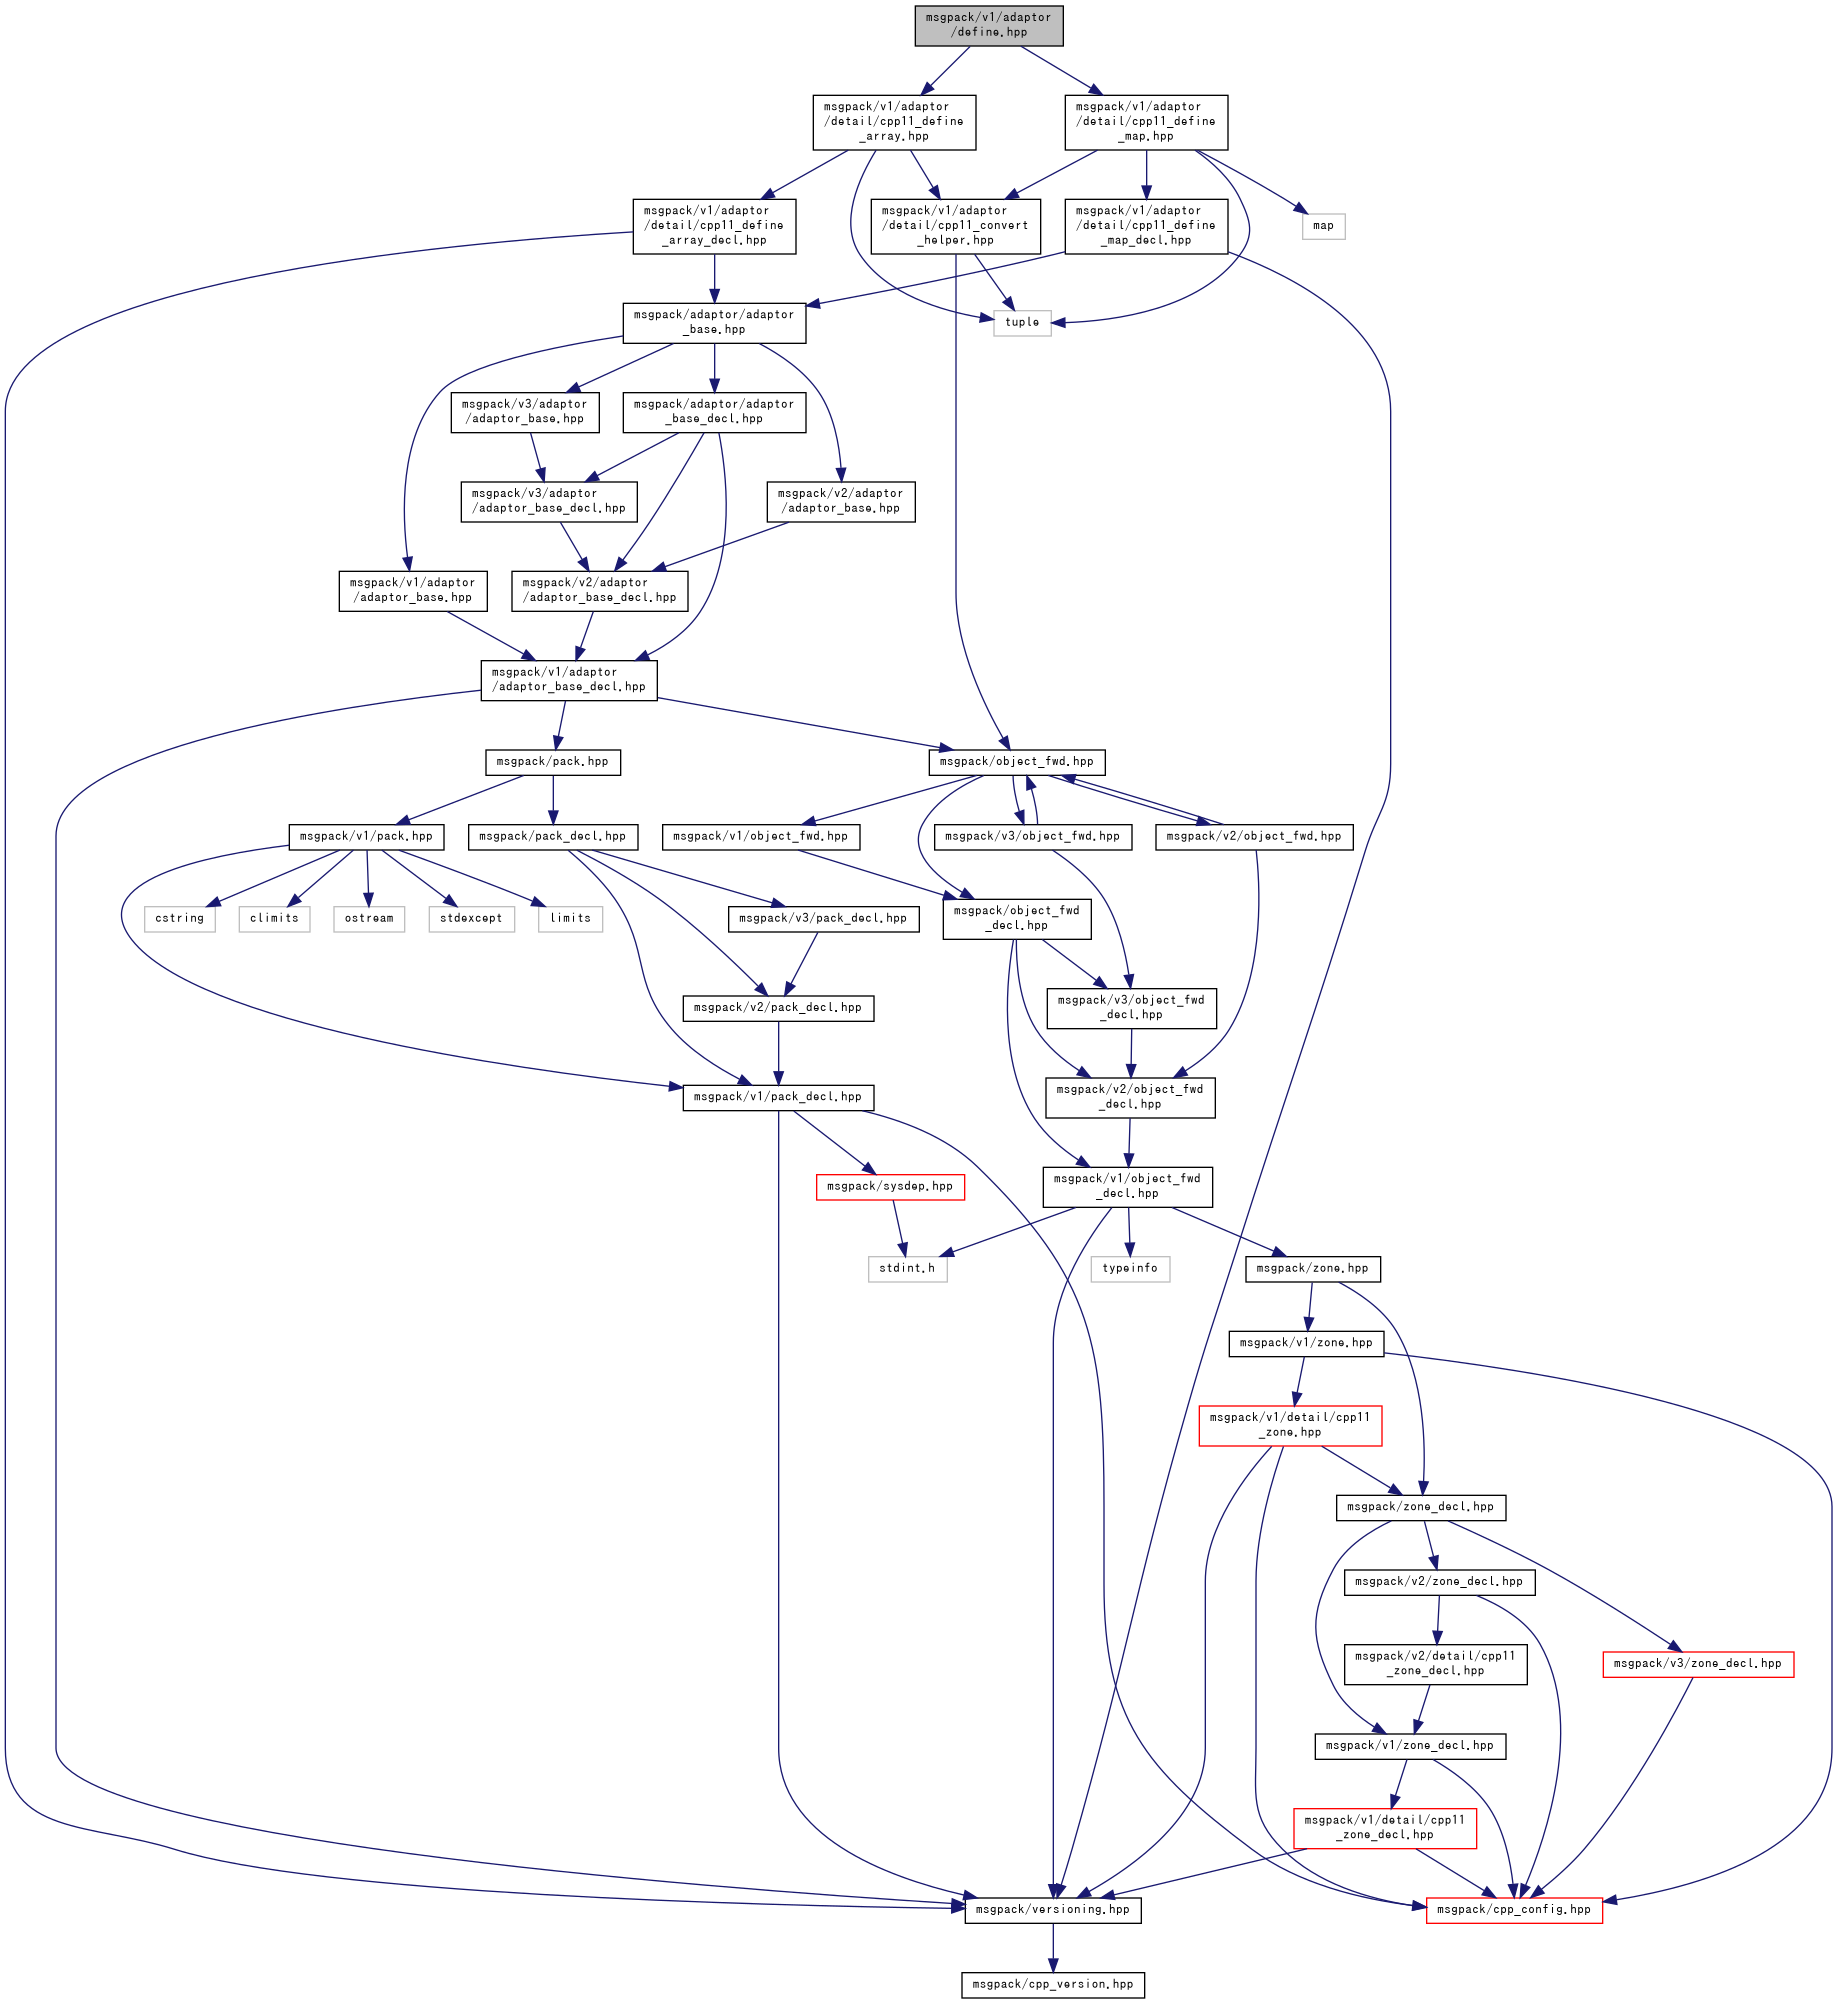 msgpack/v1/adaptor
/define.hpp
msgpack/v1/adaptor
/detail/cpp11_define
_array.hpp
msgpack/v1/adaptor
/detail/cpp11_define
_map.hpp
msgpack/v1/adaptor
/detail/cpp11_define
_array_decl.hpp
msgpack/v1/adaptor
/detail/cpp11_convert
_helper.hpp
msgpack/v1/adaptor
/detail/cpp11_define
_map_decl.hpp
map
msgpack/adaptor/adaptor
_base.hpp
tuple
msgpack/v3/adaptor
/adaptor_base.hpp
msgpack/adaptor/adaptor
_base_decl.hpp
msgpack/v3/adaptor
/adaptor_base_decl.hpp
msgpack/v2/adaptor
/adaptor_base.hpp
msgpack/v1/adaptor
/adaptor_base.hpp
msgpack/v2/adaptor
/adaptor_base_decl.hpp
msgpack/v1/adaptor
/adaptor_base_decl.hpp
msgpack/pack.hpp
msgpack/object_fwd.hpp
msgpack/v1/pack.hpp
msgpack/pack_decl.hpp
msgpack/v1/object_fwd.hpp
msgpack/v3/object_fwd.hpp
msgpack/v2/object_fwd.hpp
cstring
climits
ostream
stdexcept
limits
msgpack/v3/pack_decl.hpp
msgpack/object_fwd
_decl.hpp
msgpack/v2/pack_decl.hpp
msgpack/v3/object_fwd
_decl.hpp
msgpack/v1/pack_decl.hpp
msgpack/v2/object_fwd
_decl.hpp
msgpack/sysdep.hpp
msgpack/v1/object_fwd
_decl.hpp
stdint.h
typeinfo
msgpack/zone.hpp
msgpack/v1/zone.hpp
msgpack/v1/detail/cpp11
_zone.hpp
msgpack/zone_decl.hpp
msgpack/v2/zone_decl.hpp
msgpack/v2/detail/cpp11
_zone_decl.hpp
msgpack/v3/zone_decl.hpp
msgpack/v1/zone_decl.hpp
msgpack/v1/detail/cpp11
_zone_decl.hpp
msgpack/versioning.hpp
msgpack/cpp_config.hpp
msgpack/cpp_version.hpp